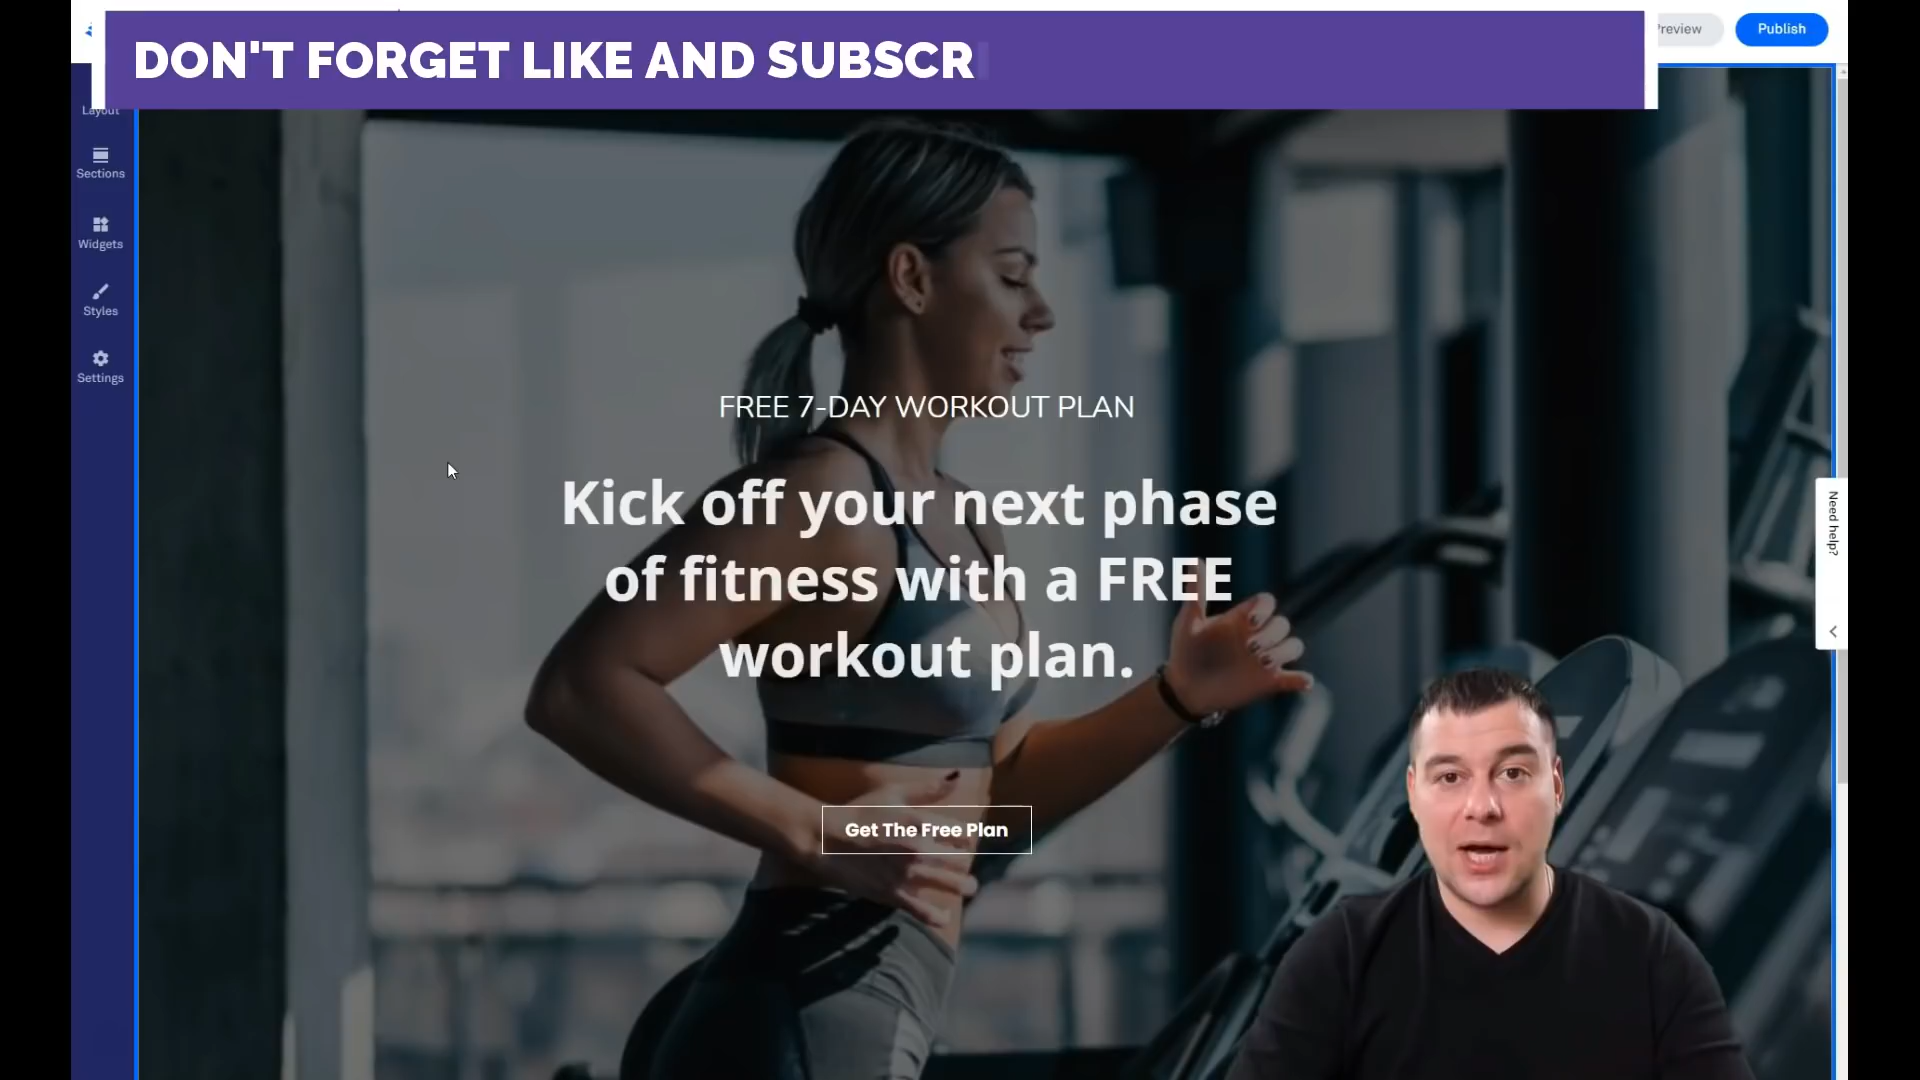 DON'T FORGET LIKE AND SUBSCR
Preview
Publish
Layout
Sections
Widgets
Styles
Settings
FREE 7-DAY WORKOUT PLAN
Kick off your next phase
of fitness with a FREE
workout plan.
Get The Free Plan
Need help?